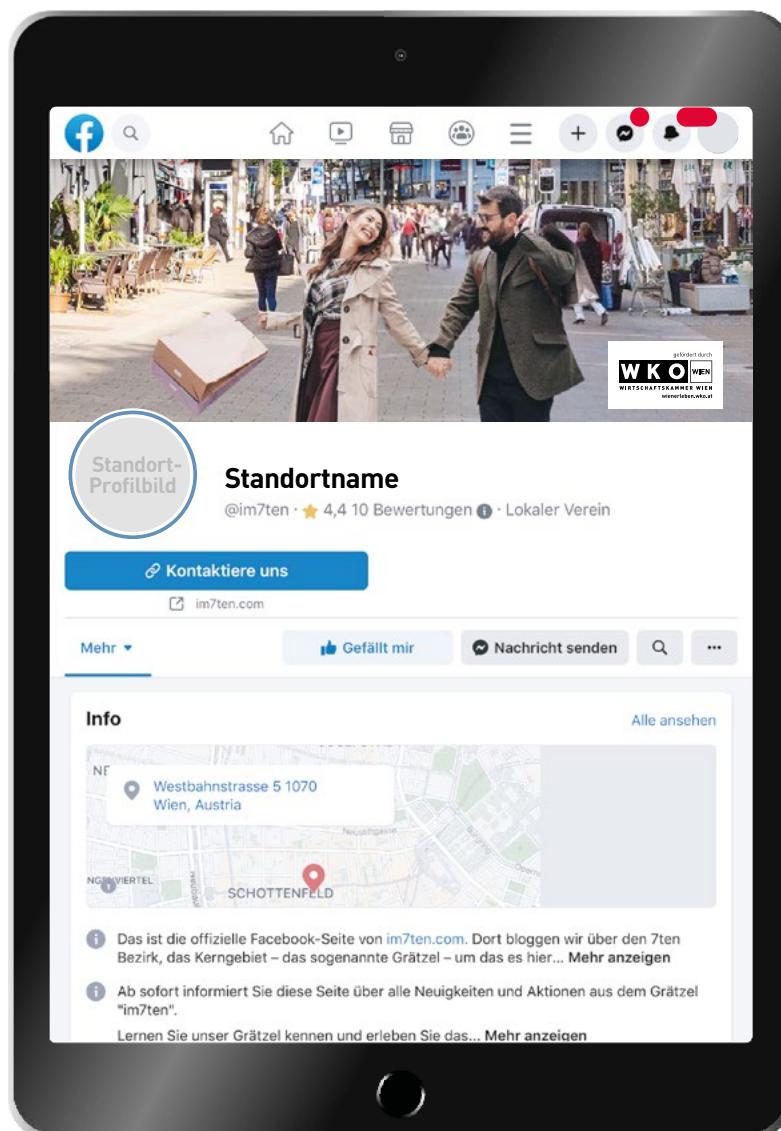 gefördert durch
WKO WIEN
WIRTSCHAFTSKAMMER WIEN
wienerleben.wko.at
Standort-
Profilbild
Standortname
@im7ten · 4,4 10 Bewertungen · Lokaler Verein
Kontaktiere uns
im7ten.com
Mehr
Gefällt mir
Nachricht senden
Info
Alle ansehen
Westbahnstrasse 5 1070
Wien, Austria
Neustiftgasse
Burgring
SCHOTTENFELD
Das ist die offizielle Facebook-Seite von im7ten.com. Dort bloggen wir über den 7ten
Bezirk, das Kerngebiet – das sogenannte Grätzel – um das es hier... Mehr anzeigen
Ab sofort informiert Sie diese Seite über alle Neuigkeiten und Aktionen aus dem Grätzel
"im7ten".
Lernen Sie unser Grätzel kennen und erleben Sie das... Mehr anzeigen